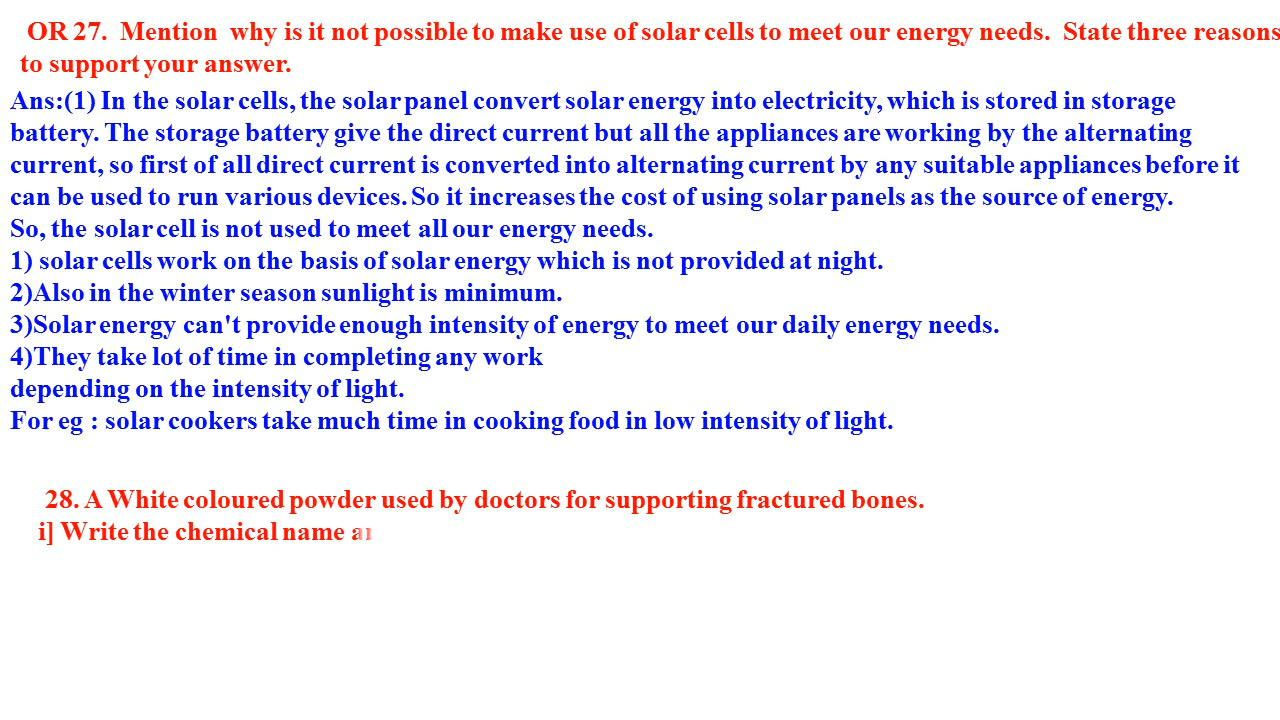 OR 27.  Mention  why is it not possible to make use of solar cells to meet our energy needs.  State three reasons
to support your answer.
Ans:(1) In the solar cells, the solar panel convert solar energy into electricity, which is stored in storage
battery. The storage battery give the direct current but all the appliances are working by the alternating
current, so first of all direct current is converted into alternating current by any suitable appliances before it
can be used to run various devices. So it increases the cost of using solar panels as the source of energy.
So, the solar cell is not used to meet all our energy needs.
1) solar cells work on the basis of solar energy which is not provided at night.
2)Also in the winter season sunlight is minimum.
3)Solar energy can't provide enough intensity of energy to meet our daily energy needs.
4)They take lot of time in completing any work
depending on the intensity of light.
For eg : solar cookers take much time in cooking food in low intensity of light.
28. A White coloured powder used by doctors for supporting fractured bones.
i] Write the chemical name